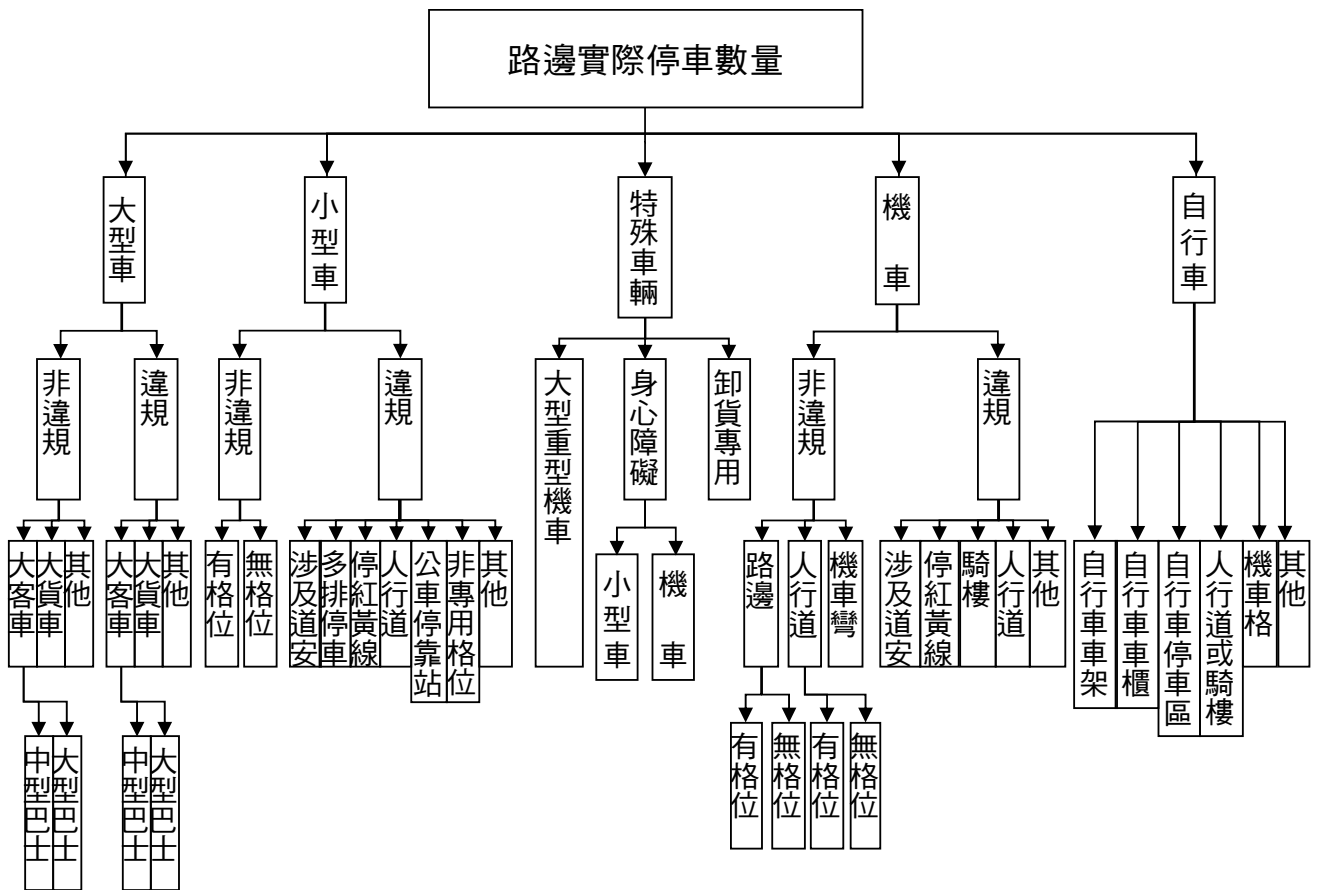 路邊實際停車數量
大型車
小型車
特殊車輛
機車
自行車
非違規
違規
非違規
違規
大型重型機車
身心障礙
卸貨專用
非違規
違規
大客車
大貨車
其他
大客車
大貨車
其他
有格位
無格位
涉及道安
多排停車
停紅黃線
人行道
公車停靠站
非專用格位
其他
小型車
機車
路邊
人行道
機車彎
涉及道安
停紅黃線
騎樓
人行道
其他
自行車車架
自行車車櫃
自行車停車區
人行道或騎樓
機車格
其他
中型巴士
大型巴士
中型巴士
大型巴士
有格位
無格位
有格位
無格位